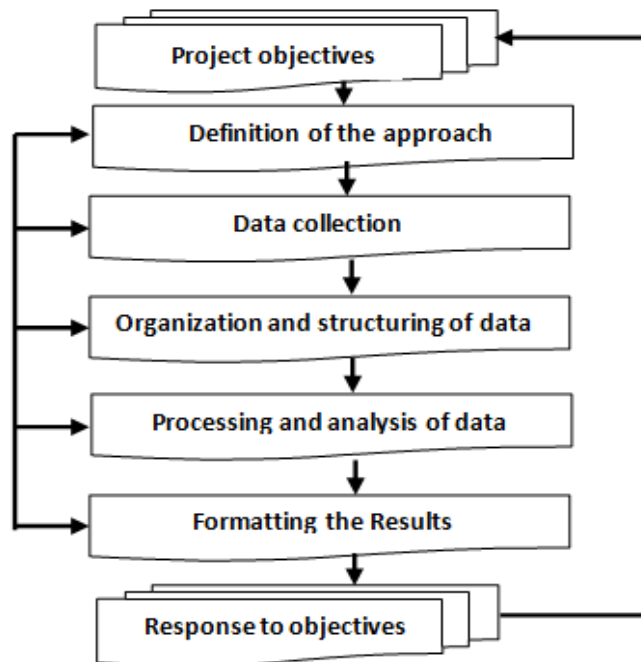 Project objectives
Definition of the approach
Data collection
Organization and structuring of data
Processing and analysis of data
Formatting the Results
Response to objectives